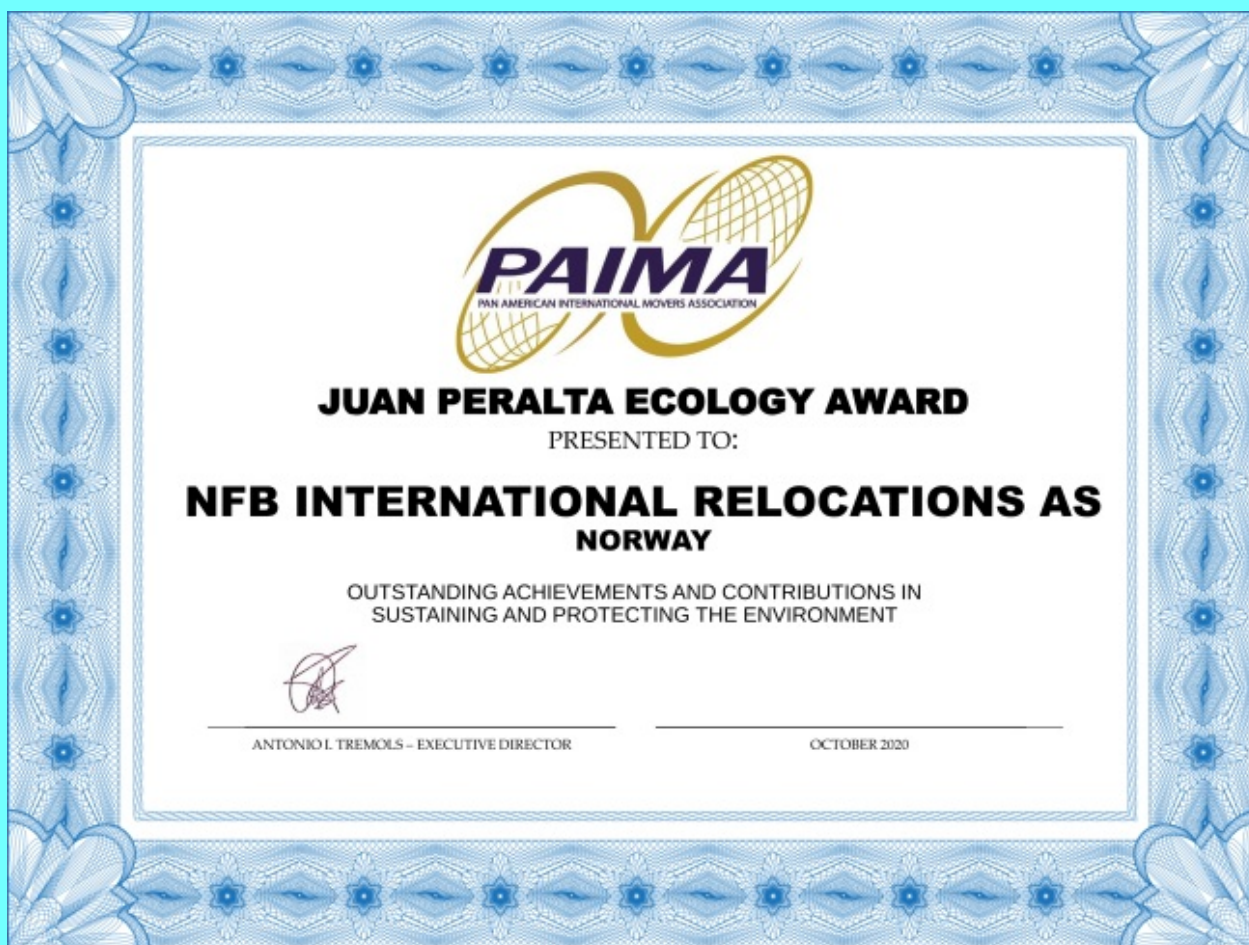 PAIMA
PAN AMERICAN INTERNATIONAL MOVERS ASSOCIATION
JUAN PERALTA ECOLOGY AWARD
PRESENTED TO:
NFB INTERNATIONAL RELOCATIONS AS
NORWAY
OUTSTANDING ACHIEVEMENTS AND CONTRIBUTIONS IN
SUSTAINING AND PROTECTING THE ENVIRONMENT
ANTONIO I. TREMOLS – EXECUTIVE DIRECTOR
OCTOBER 2020